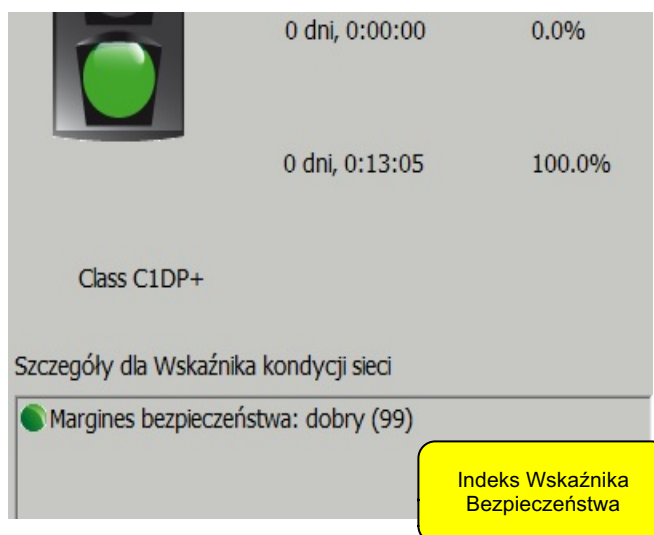 0 dni, 0:00:00 0.0%
0 dni, 0:13:05 100.0%
Class C1DP+
Szczegóły dla Wskaźnika kondycji sieci
Margines bezpieczeństwa: dobry (99)
Indeks Wskaźnika
Bezpieczeństwa